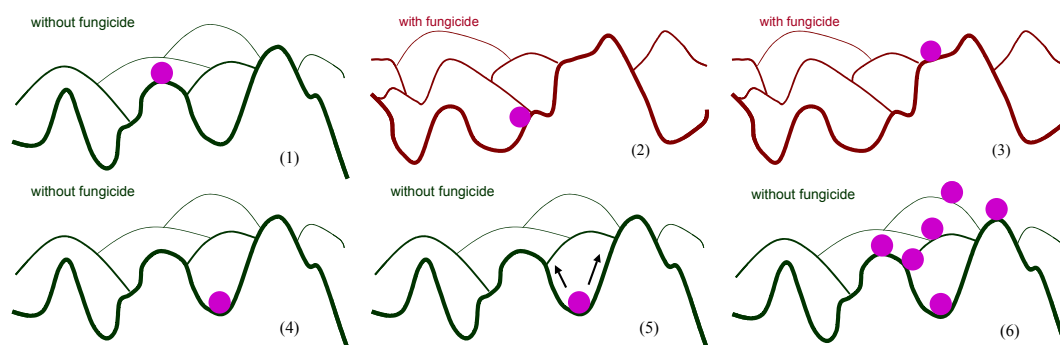 without fungicide
with fungicide
with fungicide
(1)
(2)
(3)
without fungicide
without fungicide
without fungicide
(4)
(5)
(6)